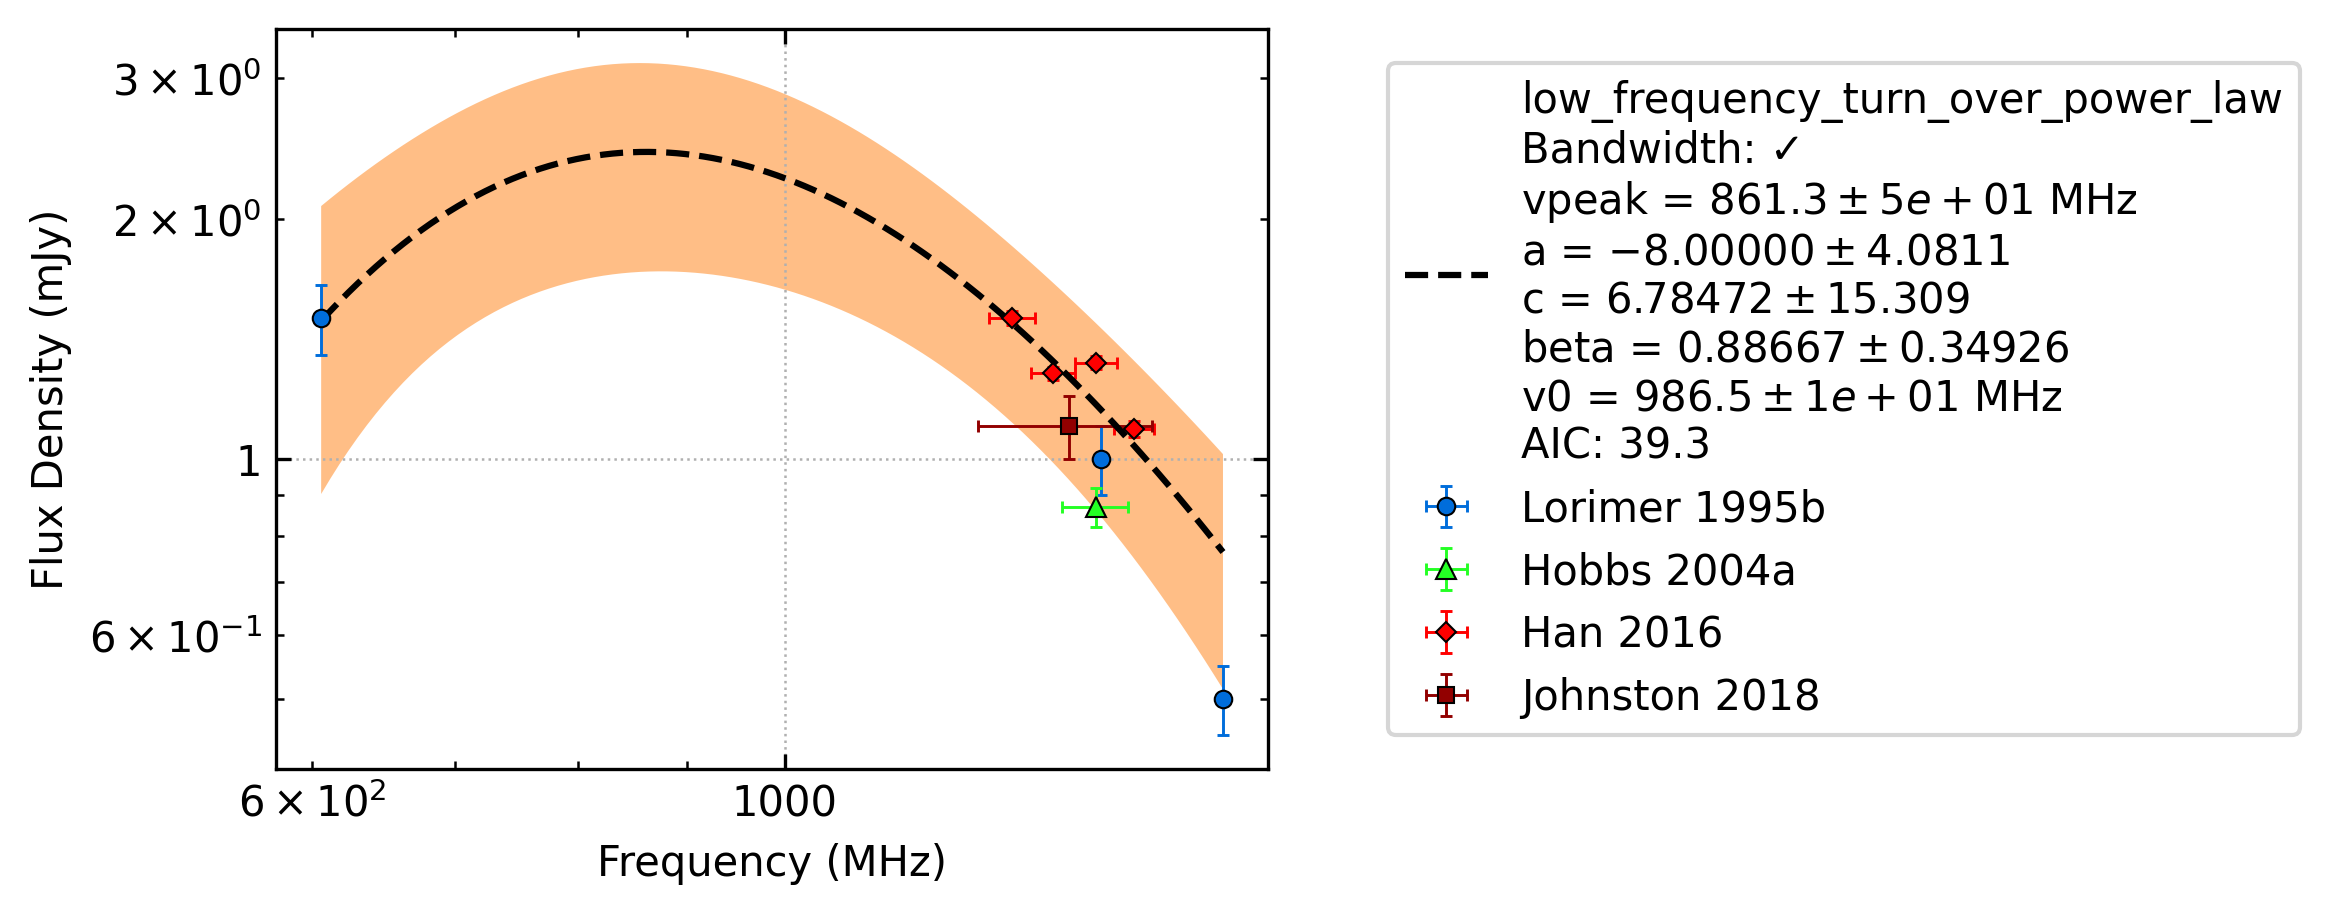 3 × 10⁰
2 × 10⁰
1
6 × 10⁻¹
Flux Density (mJy)
6 × 10²
1000
Frequency (MHz)
low_frequency_turn_over_power_law
Bandwidth: ✓
vpeak = 861.3 ± 5e + 01 MHz
a = −8.00000 ± 4.0811
c = 6.78472 ± 15.309
beta = 0.88667 ± 0.34926
v0 = 986.5 ± 1e + 01 MHz
AIC: 39.3
Lorimer 1995b
Hobbs 2004a
Han 2016
Johnston 2018